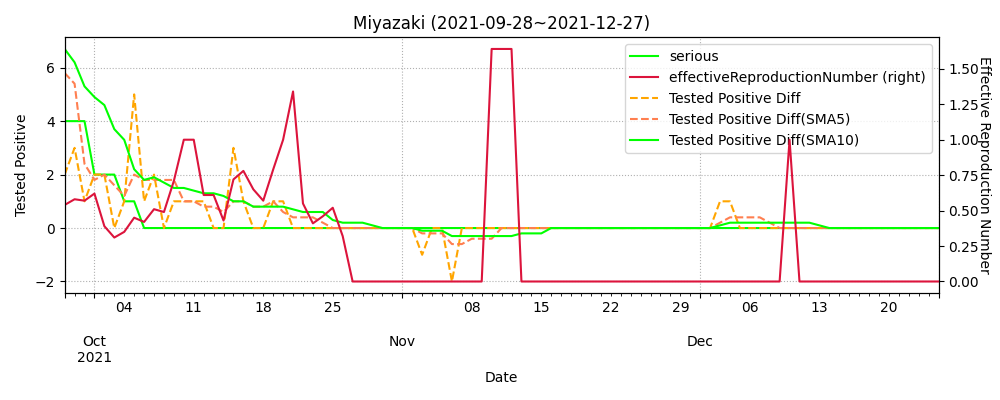 Miyazaki (2021-09-28~2021-12-27)
Tested Positive
6
4
2
0
−2
serious
effectiveReproductionNumber (right)
Tested Positive Diff
Tested Positive Diff(SMA5)
Tested Positive Diff(SMA10)
1.50
1.25
1.00
0.75
0.50
0.25
0.00
Effective Reproduction Number
04 11 18 25 08 15 22 29 06 13 20
Oct Nov Dec
2021
Date